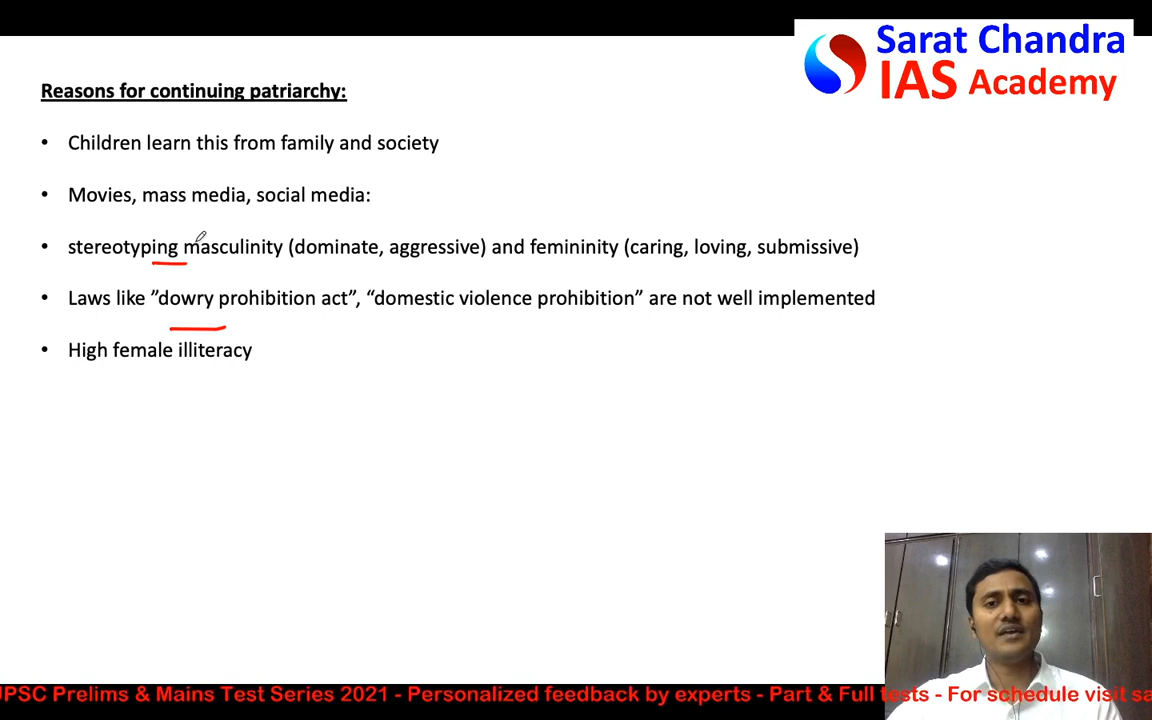 Sarat Chandra
IAS Academy
Reasons for continuing patriarchy:
• Children learn this from family and society
• Movies, mass media, social media:
• stereotyping masculinity (dominate, aggressive) and femininity (caring, loving, submissive)
• Laws like ”dowry prohibition act”, “domestic violence prohibition” are not well implemented
• High female illiteracy
UPSC Prelims & Mains Test Series 2021 - Personalized feedback by experts - Part & Full tests - For schedule visit sa